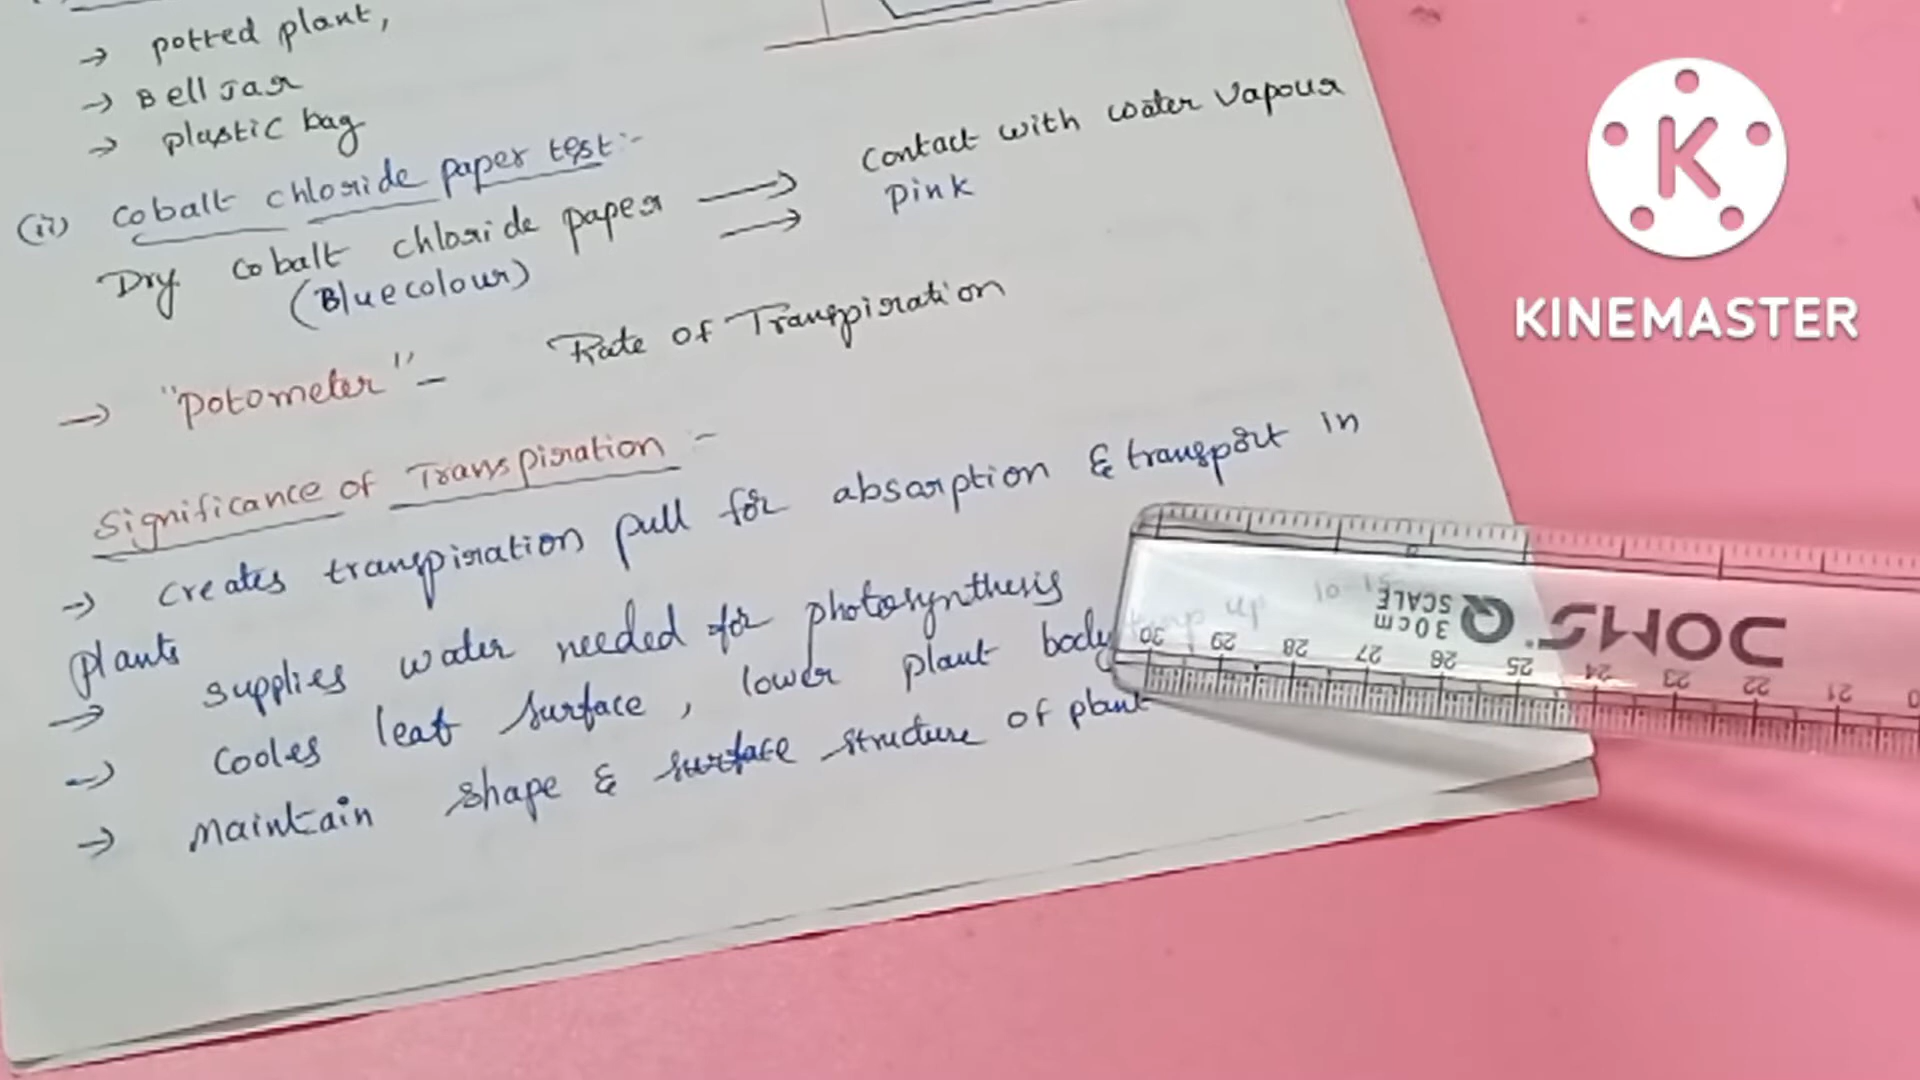 → potted plant,
→ Bell Jar
→ plastic bag
(ii) Cobalt chloride paper test:-
Dry cobalt chloride paper → contact with water vapour
(Blue colour) → pink
→ "potometer" - Rate of Transpiration
Significance of Transpiration :-
→ creates transpiration pull for absorption & transport in
plants
→ supplies water needed for photosynthesis
→ cooles leaf surface, lower plant body
→ maintain shape & surface structure of plant
KINEMASTER
K
DOMS Q
30cm
SCALE
30 29 28 27 26 25 24 23 22 21